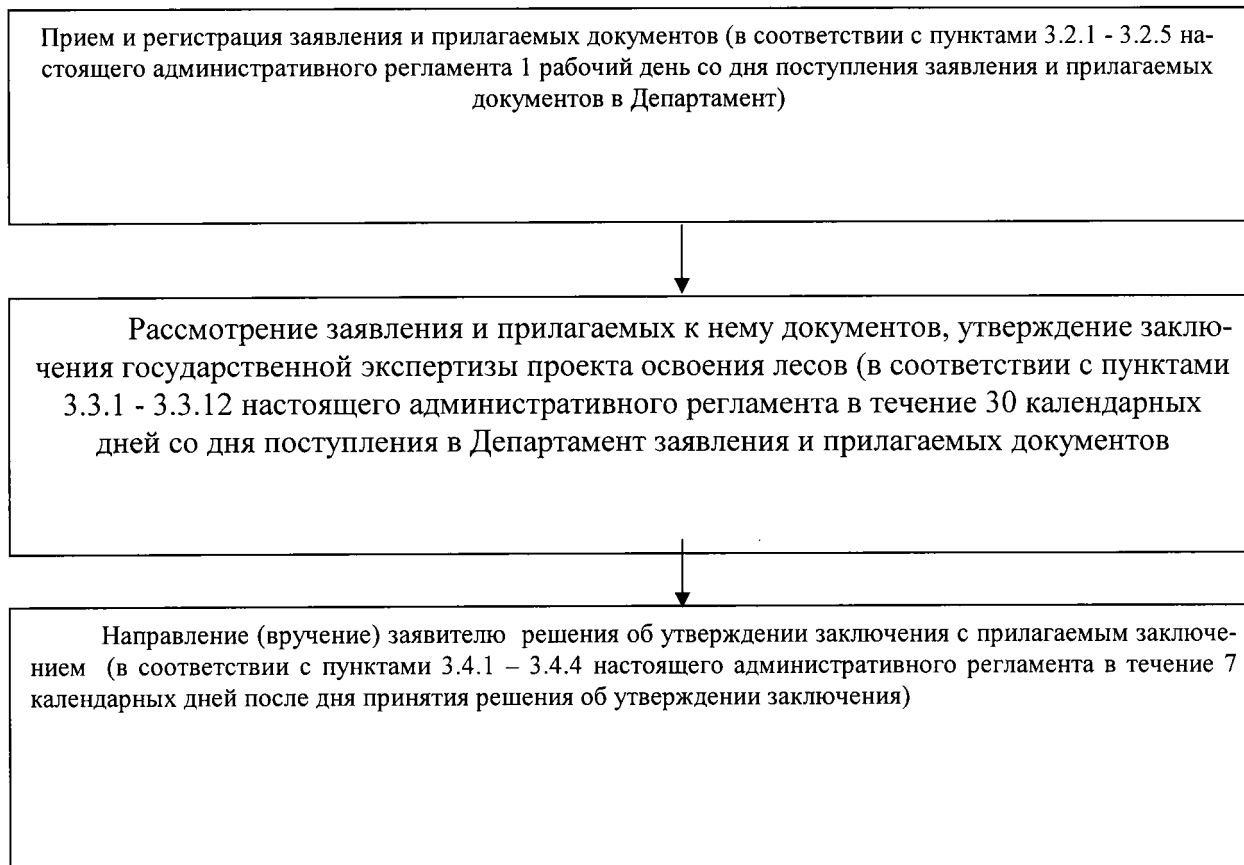 Прием и регистрация заявления и прилагаемых документов (в соответствии с пунктами 3.2.1 - 3.2.5 на-
стоящего административного регламента 1 рабочий день со дня поступления заявления и прилагаемых
документов в Департамент)
Рассмотрение заявления и прилагаемых к нему документов, утверждение заклю-
чения государственной экспертизы проекта освоения лесов (в соответствии с пунктами
3.3.1 - 3.3.12 настоящего административного регламента в течение 30 календарных
дней со дня поступления в Департамент заявления и прилагаемых документов
Направление (вручение) заявителю решения об утверждении заключения с прилагаемым заключе-
нием (в соответствии с пунктами 3.4.1 – 3.4.4 настоящего административного регламента в течение 7
календарных дней после дня принятия решения об утверждении заключения)